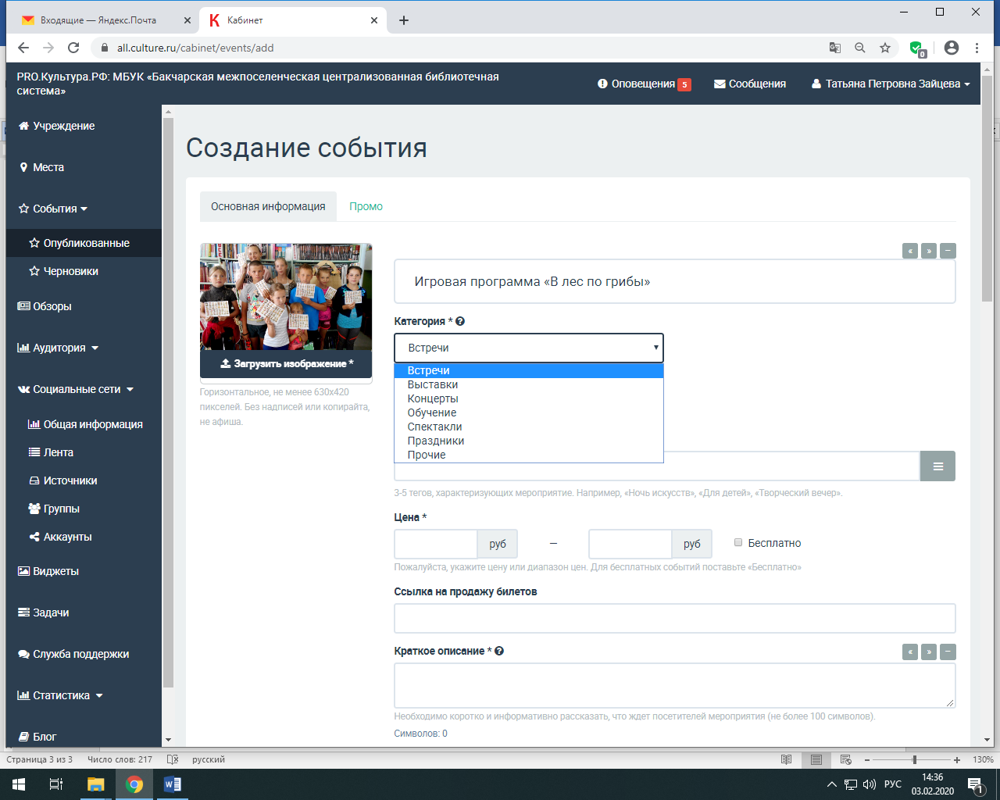 Входящие — Яндекс.Почта
Кабинет
all.culture.ru/cabinet/events/add
0
PRO.Культура.РФ: МБУК «Бакчарская межпоселенческая централизованная библиотечная
система»
Оповещения 5
Сообщения
Татьяна Петровна Зайцева
Учреждение
Места
События
Опубликованные
Черновики
Обзоры
Аудитория
Социальные сети
Общая информация
Лента
Источники
Группы
Аккаунты
Виджеты
Задачи
Служба поддержки
Статистика
Блог
Создание события
Основная информация
Промо
Загрузить изображение *
Горизонтальное, не менее 630x420
пикселей. Без надписей или копирайта,
не афиша.
« » –
Игровая программа «В лес по грибы»
Категория *
Встречи
Встречи
Выставки
Концерты
Обучение
Спектакли
Праздники
Прочие
3-5 тегов, характеризующих мероприятие. Например, «Ночь искусств», «Для детей», «Творческий вечер».
Цена *
руб — руб Бесплатно
Пожалуйста, укажите цену или диапазон цен. Для бесплатных событий поставьте «Бесплатно»
Ссылка на продажу билетов
Краткое описание *
« » –
Необходимо коротко и информативно рассказать, что ждет посетителей мероприятия (не более 100 символов).
Символов: 0
Страница 3 из 3 Число слов: 217 русский 130%
РУС
14:36
03.02.2020
1